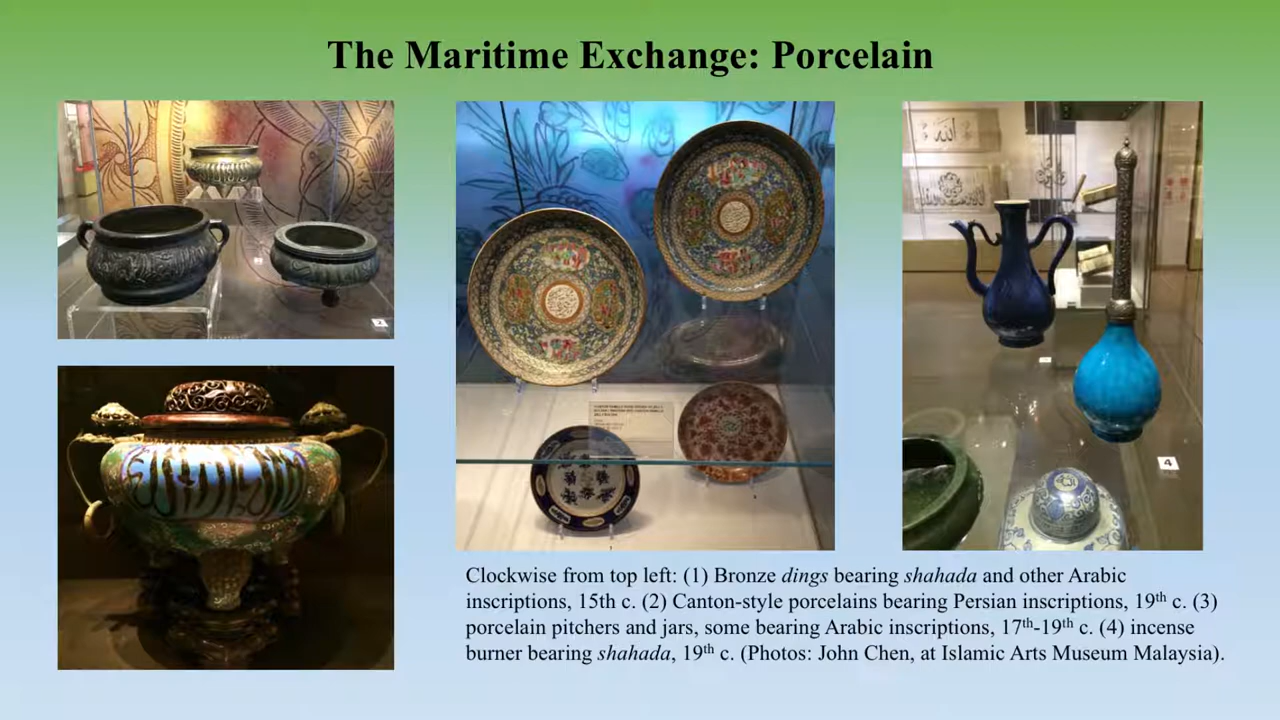 The Maritime Exchange: Porcelain
Clockwise from top left: (1) Bronze dings bearing shahada and other Arabic
inscriptions, 15th c. (2) Canton-style porcelains bearing Persian inscriptions, 19th c. (3)
porcelain pitchers and jars, some bearing Arabic inscriptions, 17th-19th c. (4) incense
burner bearing shahada, 19th c. (Photos: John Chen, at Islamic Arts Museum Malaysia).
الله
4